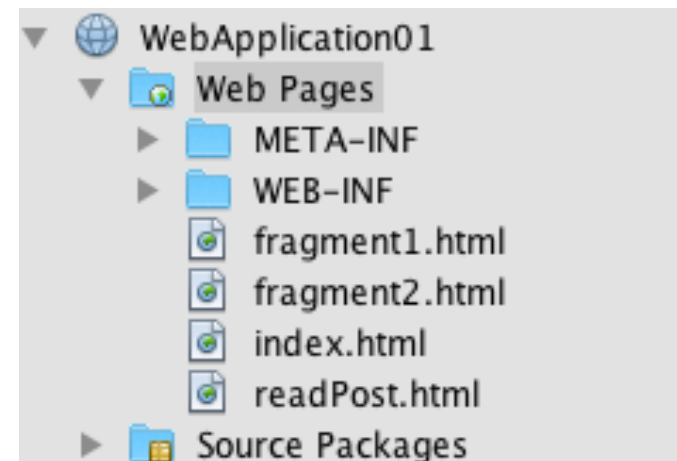 WebApplication01
Web Pages
META-INF
WEB-INF
fragment1.html
fragment2.html
index.html
readPost.html
Source Packages